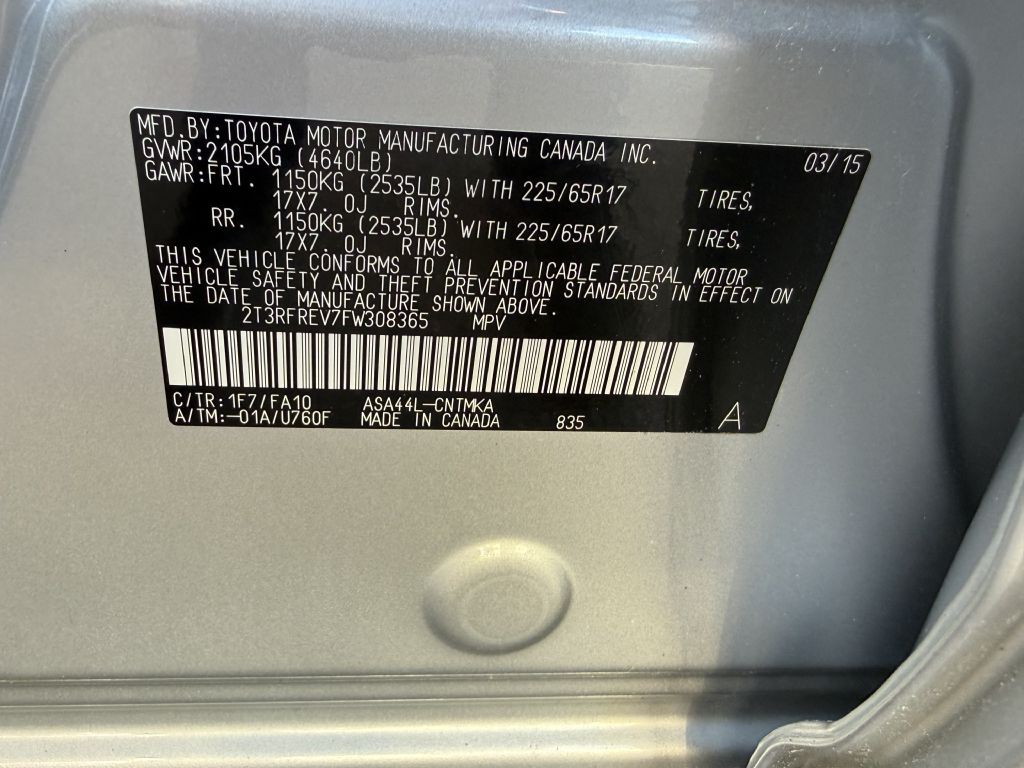 MFD.BY:TOYOTA MOTOR MANUFACTURING CANADA INC. 03/15
GVWR:2105KG (4640LB)
GAWR:FRT. 1150KG (2535LB) WITH 225/65R17 TIRES,
17X7. 0J RIMS.
RR. 1150KG (2535LB) WITH 225/65R17 TIRES,
17X7. 0J RIMS.
THIS VEHICLE CONFORMS TO ALL APPLICABLE FEDERAL MOTOR
VEHICLE SAFETY AND THEFT PREVENTION STANDARDS IN EFFECT ON
THE DATE OF MANUFACTURE SHOWN ABOVE.
2T3RFREV7FW308365 MPV
C/TR:1F7/FA10 ASA44L-CNTMKA
A/TM:-01A/U760F MADE IN CANADA 835 A